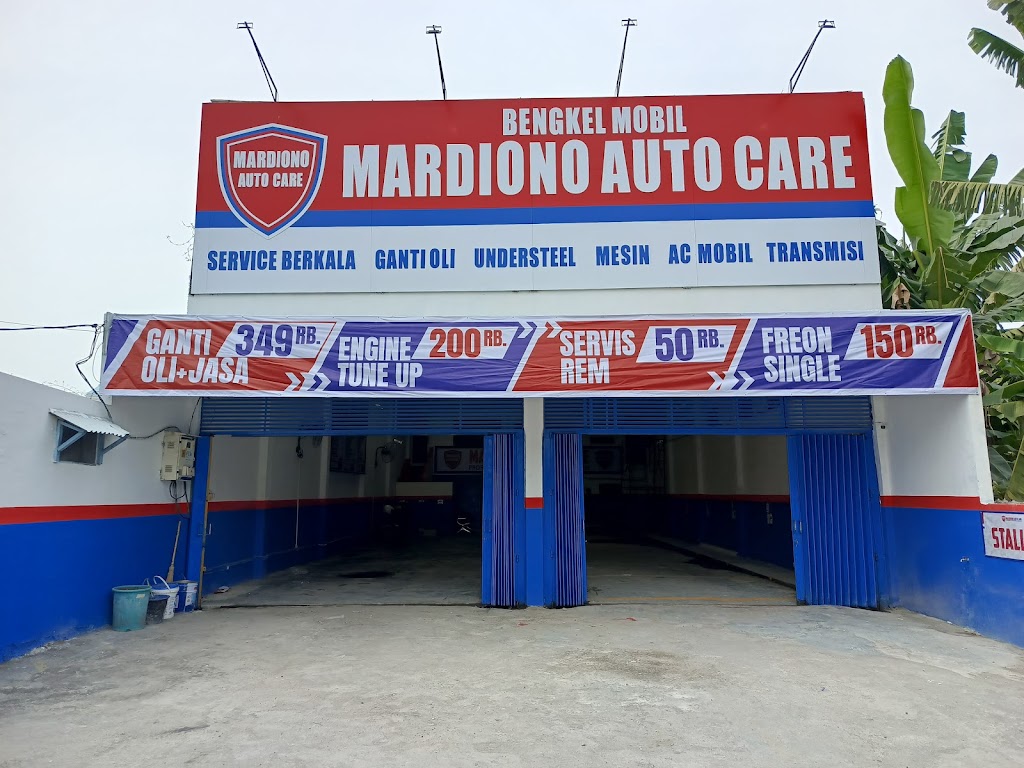 BENGKEL MOBIL
MARDIONO AUTO CARE
MARDIONO
AUTO CARE
SERVICE BERKALA GANTI OLI UNDERSTEEL MESIN AC MOBIL TRANSMISI
GANTI
OLI+JASA
349 RB.
ENGINE
TUNE UP
200 RB.
SERVIS
REM
50 RB.
FREON
SINGLE
150 RB.
STALL